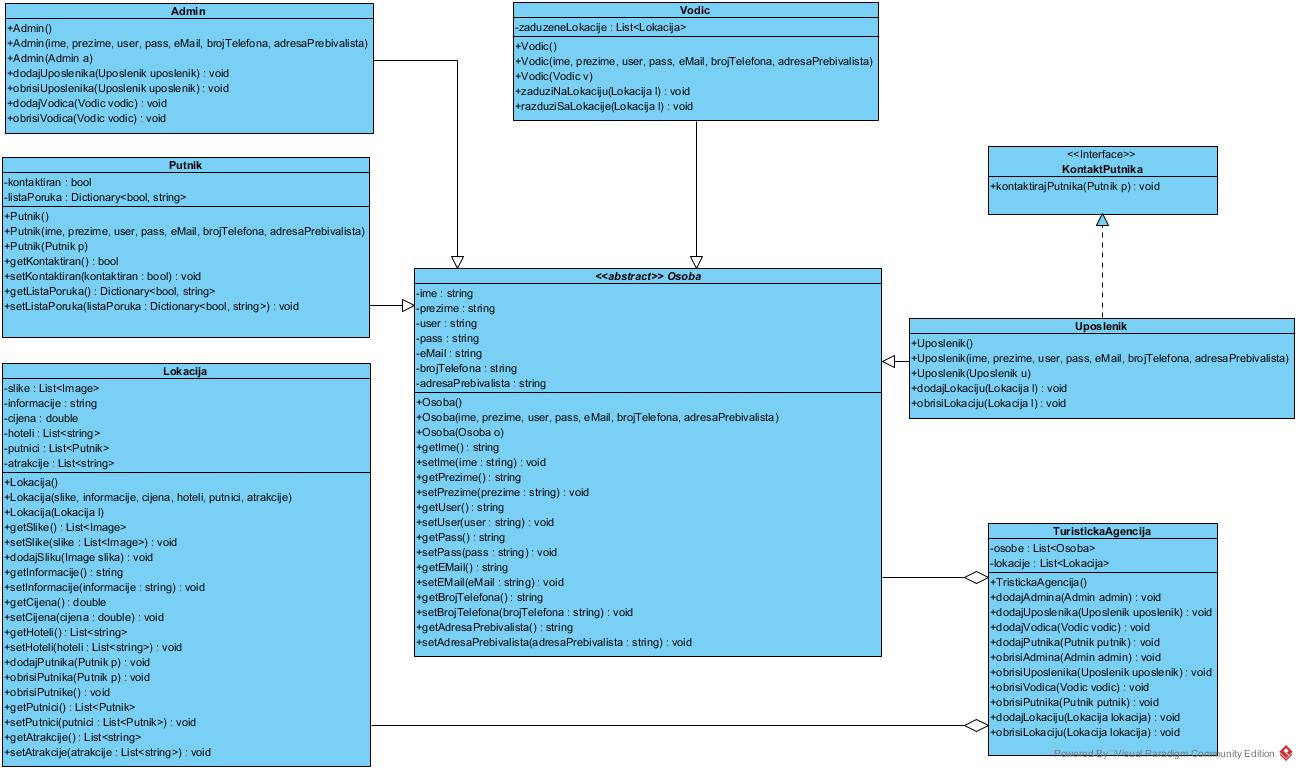 Admin
+Admin()
+Admin(ime, prezime, user, pass, eMail, brojTelefona, adresaPrebivalista)
+Admin(Admin a)
+dodajUposlenika(Uposlenik uposlenik) : void
+obrisiUposlenika(Uposlenik uposlenik) : void
+dodajVodica(Vodic vodic) : void
+obrisiVodica(Vodic vodic) : void
Vodic
-zaduzeneLokacije : List<Lokacija>
+Vodic()
+Vodic(ime, prezime, user, pass, eMail, brojTelefona, adresaPrebivalista)
+Vodic(Vodic v)
+zaduziNaLokaciju(Lokacija l) : void
+razduziSaLokacije(Lokacija l) : void
Putnik
-kontaktiran : bool
-listaPoruka : Dictionary<bool, string>
+Putnik()
+Putnik(ime, prezime, user, pass, eMail, brojTelefona, adresaPrebivalista)
+Putnik(Putnik p)
+getKontaktiran() : bool
+setKontaktiran(kontaktiran : bool) : void
+getListaPoruka() : Dictionary<bool, string>
+setListaPoruka(listaPoruka : Dictionary<bool, string>) : void
<<Interface>>
KontaktPutnika
+kontaktirajPutnika(Putnik p) : void
<<abstract>> Osoba
-ime : string
-prezime : string
-user : string
-pass : string
-eMail : string
-brojTelefona : string
-adresaPrebivalista : string
+Osoba()
+Osoba(ime, prezime, user, pass, eMail, brojTelefona, adresaPrebivalista)
+Osoba(Osoba o)
+getIme() : string
+setIme(ime : string) : void
+getPrezime() : string
+setPrezime(prezime : string) : void
+getUser() : string
+setUser(user : string) : void
+getPass() : string
+setPass(pass : string) : void
+getEMail() : string
+setEMail(eMail : string) : void
+getBrojTelefona() : string
+setBrojTelefona(brojTelefona : string) : void
+getAdresaPrebivalista() : string
+setAdresaPrebivalista(adresaPrebivalista : string) : void
Uposlenik
+Uposlenik()
+Uposlenik(ime, prezime, user, pass, eMail, brojTelefona, adresaPrebivalista)
+Uposlenik(Uposlenik u)
+dodajLokaciju(Lokacija l) : void
+obrisiLokaciju(Lokacija l) : void
Lokacija
-slike : List<Image>
-informacije : string
-cijena : double
-hoteli : List<string>
-putnici : List<Putnik>
-atrakcije : List<string>
+Lokacija()
+Lokacija(slike, informacije, cijena, hoteli, putnici, atrakcije)
+Lokacija(Lokacija l)
+getSlike() : List<Image>
+setSlike(slike : List<Image>) : void
+dodajSliku(Image slika) : void
+getInformacije() : string
+setInformacije(informacije : string) : void
+getCijena() : double
+setCijena(cijena : double) : void
+getHoteli() : List<string>
+setHoteli(hoteli : List<string>) : void
+dodajPutnika(Putnik p) : void
+obrisiPutnika(Putnik p) : void
+obrisiPutnike() : void
+getPutnici() : List<Putnik>
+setPutnici(putnici : List<Putnik>) : void
+getAtrakcije() : List<string>
+setAtrakcije(atrakcije : List<string>) : void
TuristickaAgencija
-osobe : List<Osoba>
-lokacije : List<Lokacija>
+TristickaAgencija()
+dodajAdmina(Admin admin) : void
+dodajUposlenika(Uposlenik uposlenik) : void
+dodajVodica(Vodic vodic) : void
+dodajPutnika(Putnik putnik) : void
+obrisiAdmina(Admin admin) : void
+obrisiUposlenika(Uposlenik uposlenik) : void
+obrisiVodica(Vodic vodic) : void
+obrisiPutnika(Putnik putnik) : void
+dodajLokaciju(Lokacija lokacija) : void
+obrisiLokaciju(Lokacija lokacija) : void
Powered By Visual Paradigm Community Edition